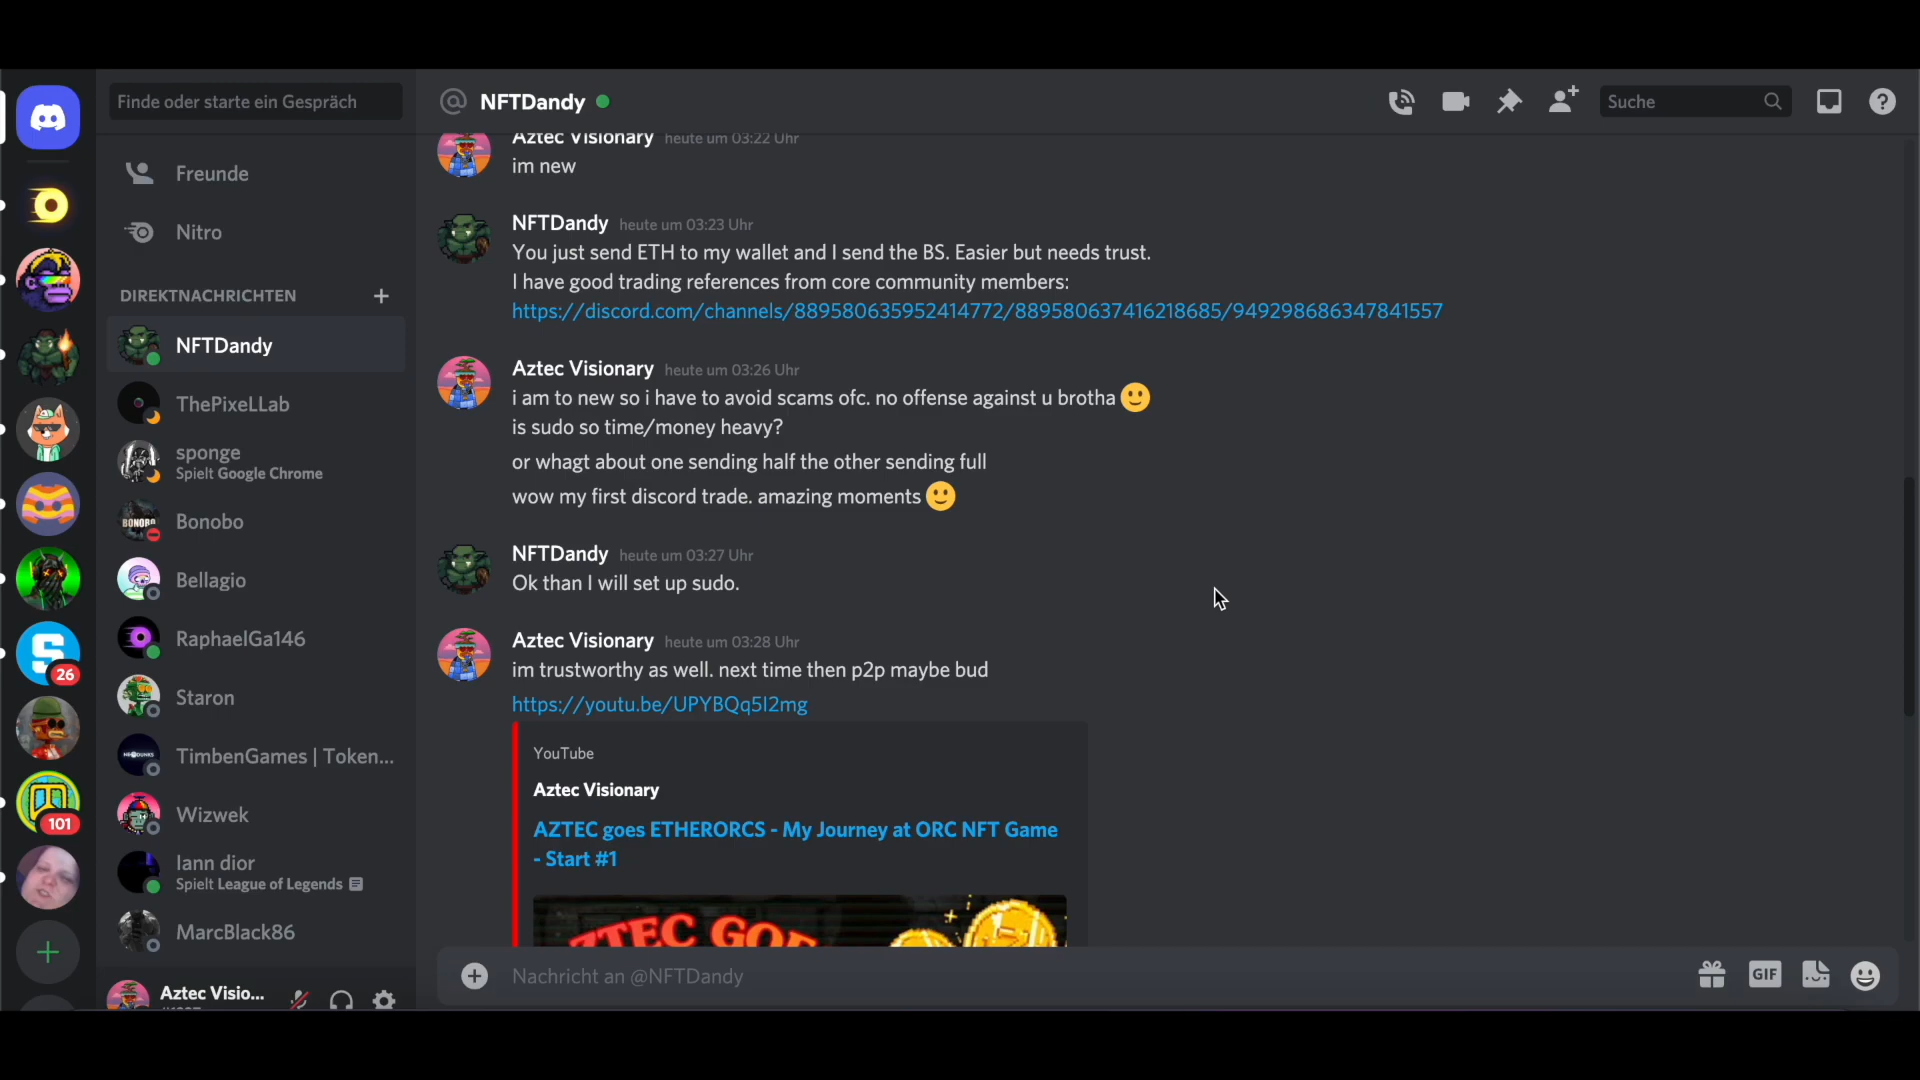 Finde oder starte ein Gespräch
Freunde
Nitro
DIREKTNACHRICHTEN
NFTDandy
ThePixeLLab
sponge
Spielt Google Chrome
BONOBO
Bonobo
Bellagio
RaphaelGa146
Staron
TimbenGames | Token...
Wizwek
Iann dior
Spielt League of Legends
MarcBlack86
Aztec Visio...
26
101
NFTDandy
Suche
Aztec Visionary heute um 03:22 Uhr
im new
NFTDandy heute um 03:23 Uhr
You just send ETH to my wallet and I send the BS. Easier but needs trust.
I have good trading references from core community members:
https://discord.com/channels/889580635952414772/889580637416218685/949298686347841557
Aztec Visionary heute um 03:26 Uhr
i am to new so i have to avoid scams ofc. no offense against u brotha 🙂
is sudo so time/money heavy?
or whagt about one sending half the other sending full
wow my first discord trade. amazing moments 🙂
NFTDandy heute um 03:27 Uhr
Ok than I will set up sudo.
Aztec Visionary heute um 03:28 Uhr
im trustworthy as well. next time then p2p maybe bud
https://youtu.be/UPYBQq5I2mg
YouTube
Aztec Visionary
AZTEC goes ETHERORCS - My Journey at ORC NFT Game
- Start #1
Nachricht an @NFTDandy
GIF